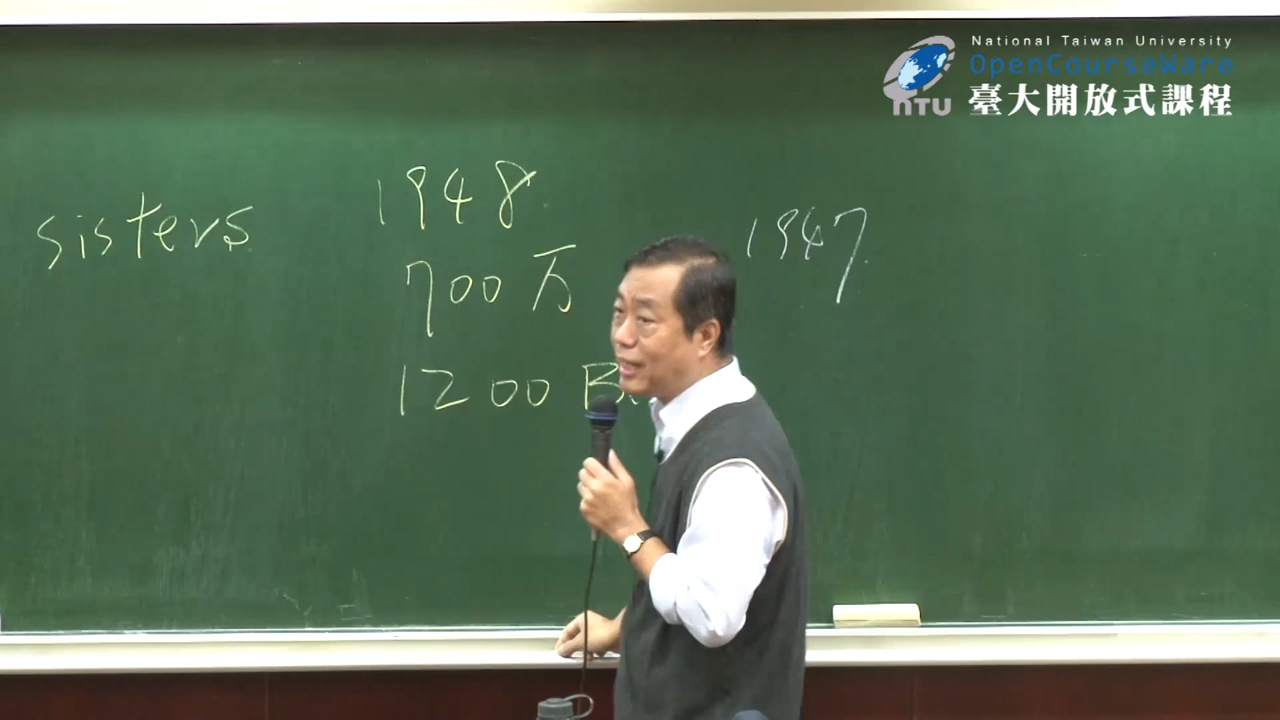 National Taiwan University
OpenCourseWare
臺大開放式課程
nTU
sisters
1948
700万
1200 B.
1947